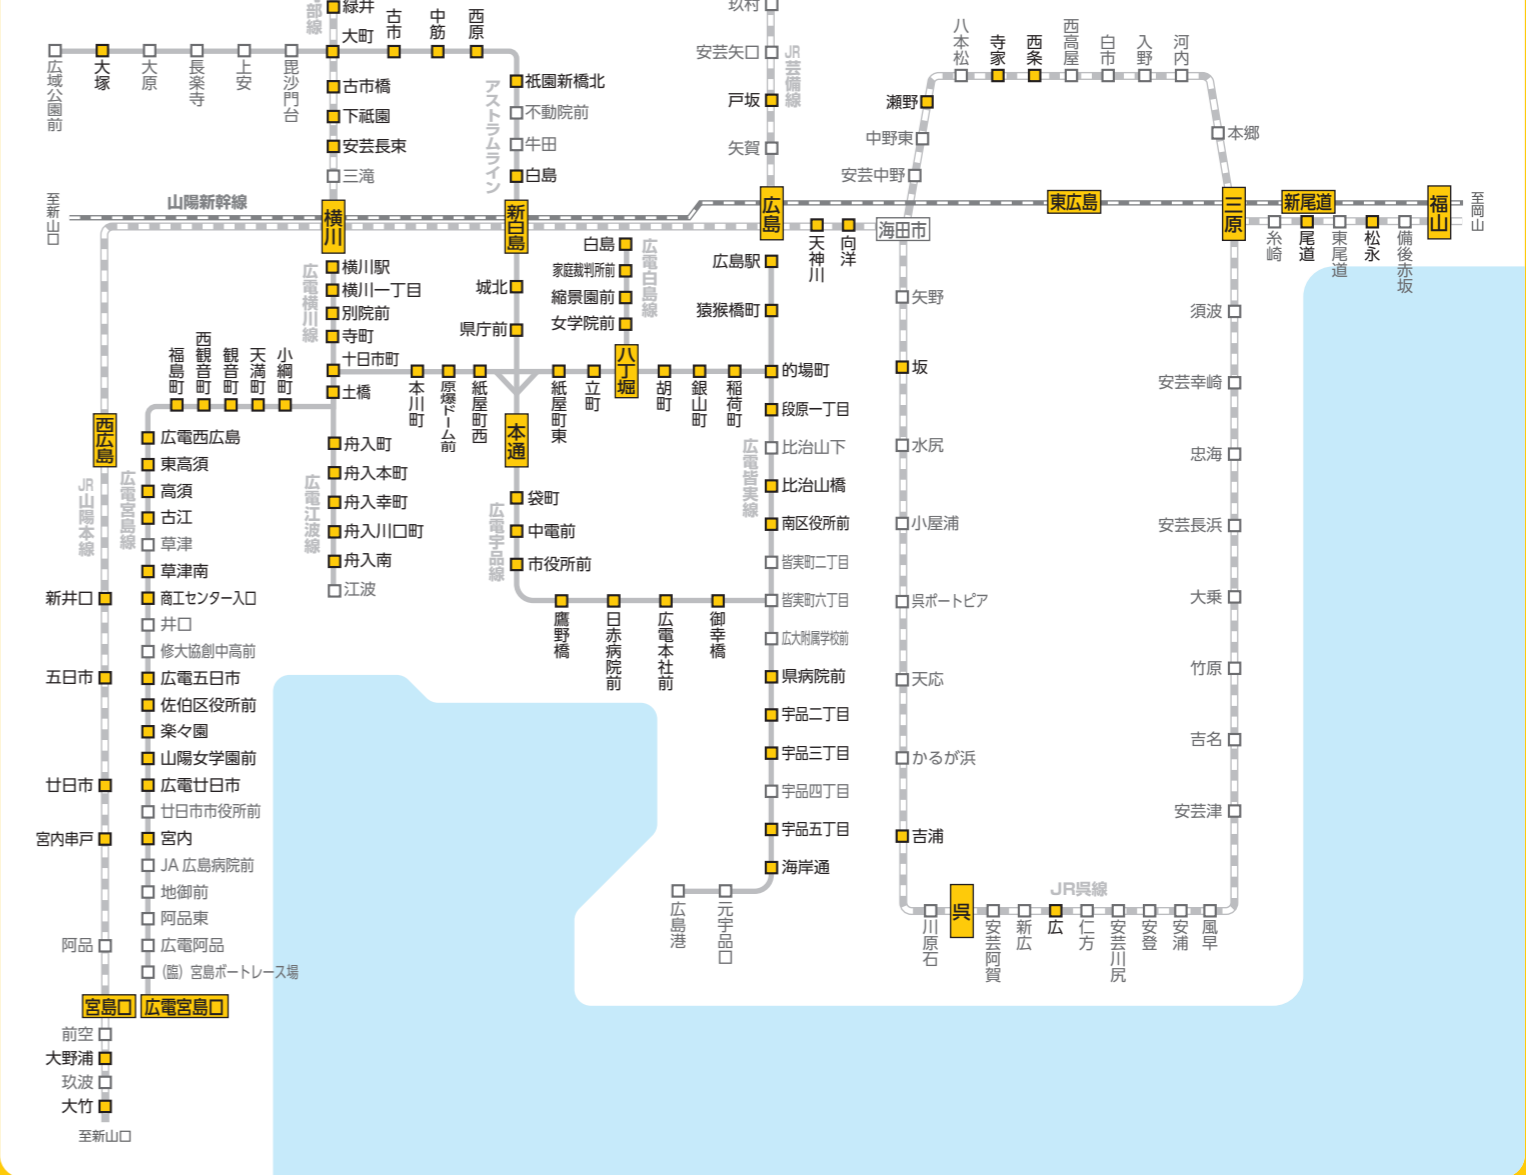 部線
緑井
大町
古市
中筋
西原
広域公園前
大塚
大原
長楽寺
上安
毘沙門台
古市橋
下祇園
安芸長束
三滝
アストラムライン
祇園新橋北
不動院前
牛田
白島
玖村
安芸矢口
JR芸備線
戸坂
矢賀
八本松
寺家
西条
西高屋
白市
入野
河内
瀬野
中野東
安芸中野
本郷
至新山口
山陽新幹線
横川
新白島
広島
天神川
向洋
海田市
東広島
三原
新尾道
福山
至岡山
糸崎
尾道
東尾道
松永
備後赤坂
広電横川線
横川駅
横川一丁目
別院前
寺町
十日市町
土橋
城北
県庁前
白島
家庭裁判所前
縮景園前
女学院前
広電白島線
八丁堀
広島駅
猿猴橋町
的場町
段原一丁目
比治山下
比治山橋
南区役所前
皆実町二丁目
皆実町六丁目
広大附属学校前
県病院前
宇品二丁目
宇品三丁目
宇品四丁目
宇品五丁目
海岸通
元宇品口
広島港
広電皆実線
福島町
西観音町
観音町
天満町
小網町
本川町
原爆ドーム前
紙屋町西
紙屋町東
立町
胡町
銀山町
稲荷町
本通
袋町
中電前
市役所前
広電宇品線
鷹野橋
日赤病院前
広電本社前
御幸橋
舟入町
舟入本町
舟入幸町
舟入川口町
舟入南
江波
広電江波線
西広島
JR山陽本線
広電宮島線
広電西広島
東高須
高須
古江
草津
草津南
商工センター入口
井口
修大協創中高前
広電五日市
佐伯区役所前
楽々園
山陽女学園前
広電廿日市
廿日市市役所前
宮内
JA 広島病院前
地御前
阿品東
広電阿品
（臨）宮島ボートレース場
広電宮島口
新井口
五日市
廿日市
宮内串戸
阿品
宮島口
前空
大野浦
玖波
大竹
至新山口
矢野
坂
水尻
小屋浦
呉ポートピア
天応
かるが浜
吉浦
川原石
呉
安芸阿賀
新広
広
仁方
安芸川尻
安登
安浦
風早
JR呉線
須波
安芸幸崎
忠海
安芸長浜
大乗
竹原
吉名
安芸津